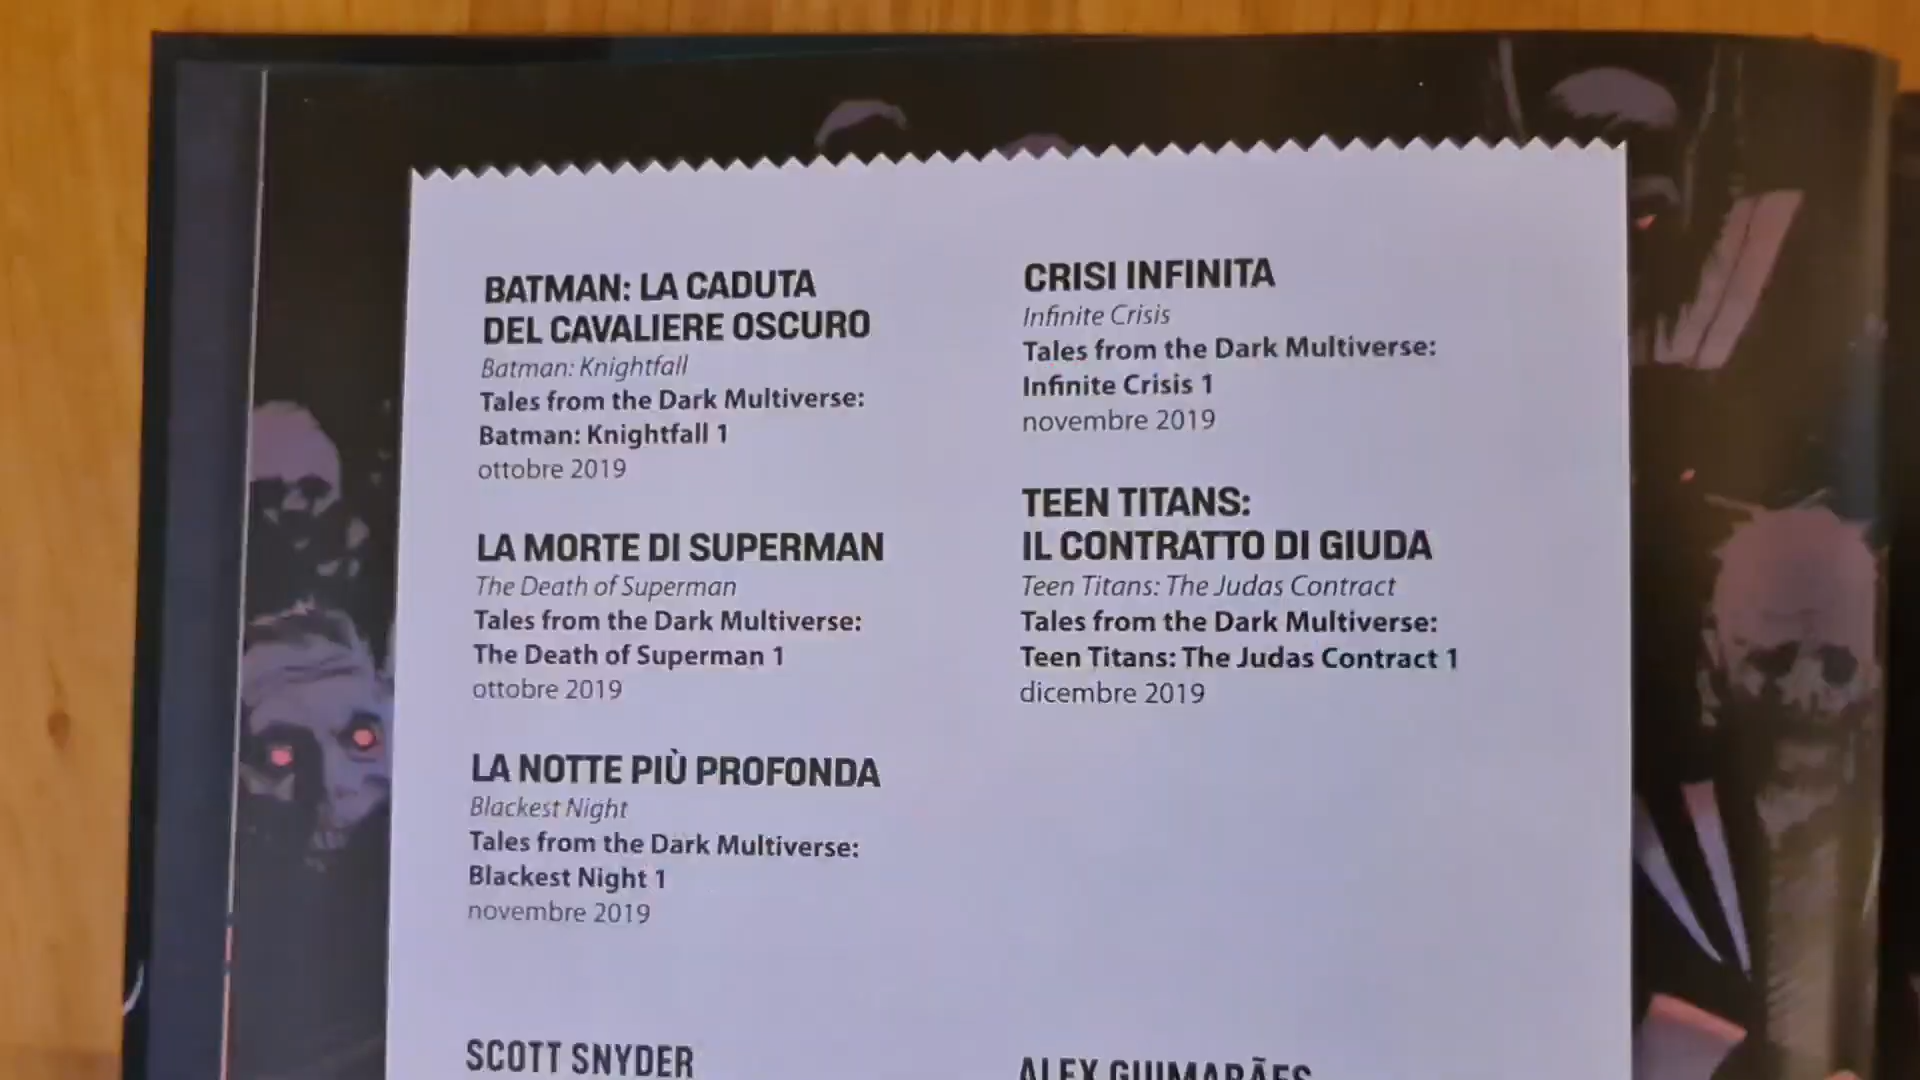 BATMAN: LA CADUTA
DEL CAVALIERE OSCURO
Batman: Knightfall
Tales from the Dark Multiverse:
Batman: Knightfall 1
ottobre 2019
LA MORTE DI SUPERMAN
The Death of Superman
Tales from the Dark Multiverse:
The Death of Superman 1
ottobre 2019
LA NOTTE PIÙ PROFONDA
Blackest Night
Tales from the Dark Multiverse:
Blackest Night 1
novembre 2019
SCOTT SNYDER
CRISI INFINITA
Infinite Crisis
Tales from the Dark Multiverse:
Infinite Crisis 1
novembre 2019
TEEN TITANS:
IL CONTRATTO DI GIUDA
Teen Titans: The Judas Contract
Tales from the Dark Multiverse:
Teen Titans: The Judas Contract 1
dicembre 2019
ALEX GUIMARÃES